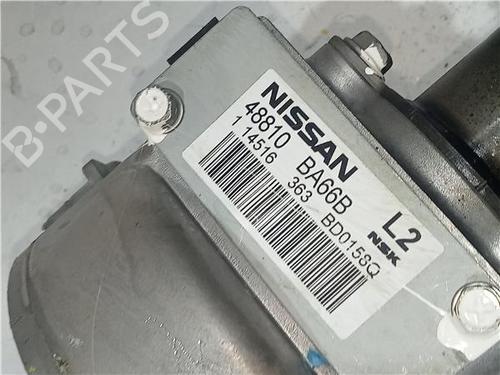 B-PARTS
NISSAN
48810 BA66B
1 14516 363 BD0158Q
L2
NSK